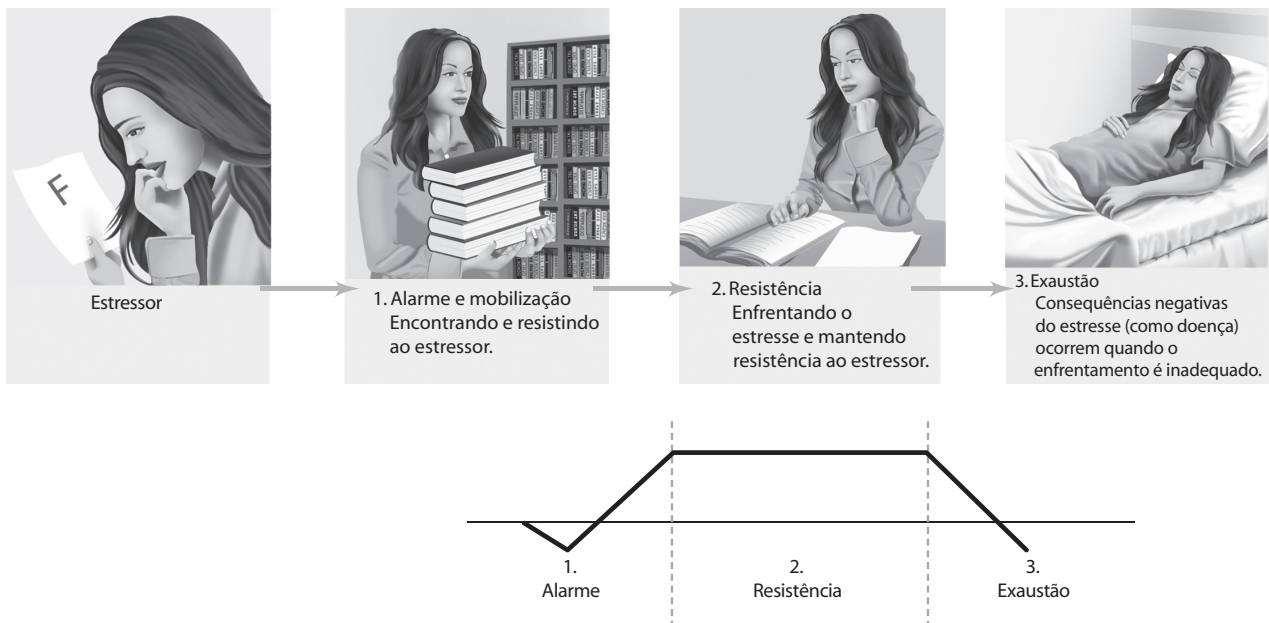 F
Estressor
1. Alarme e mobilização
Encontrando e resistindo
ao estressor.
2. Resistência
Enfrentando o
estresse e mantendo
resistência ao estressor.
3. Exaustão
Consequências negativas
do estresse (como doença)
ocorrem quando o
enfrentamento é inadequado.
1.
Alarme
2.
Resistência
3.
Exaustão